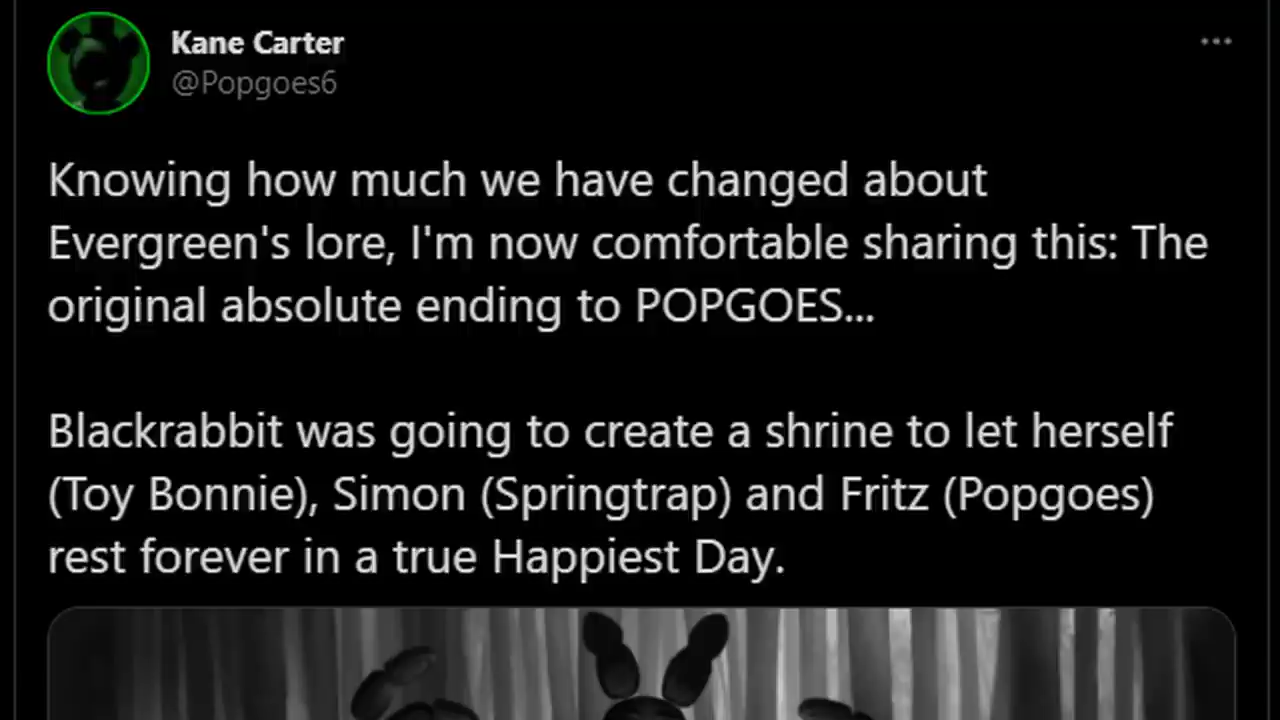 Kane Carter
@Popgoes6
Knowing how much we have changed about
Evergreen's lore, I'm now comfortable sharing this: The
original absolute ending to POPGOES...
Blackrabbit was going to create a shrine to let herself
(Toy Bonnie), Simon (Springtrap) and Fritz (Popgoes)
rest forever in a true Happiest Day.